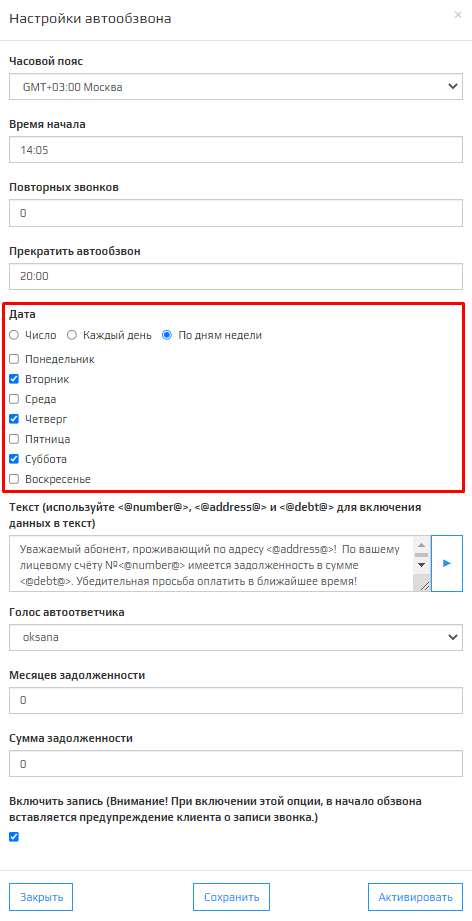 Настройки автообзвона
×
Часовой пояс
GMT+03:00 Москва
Время начала
14:05
Повторных звонков
0
Прекратить автообзвон
20:00
Дата
Число Каждый день По дням недели
Понедельник
Вторник
Среда
Четверг
Пятница
Суббота
Воскресенье
Текст (используйте <@number@>, <@address@> и <@debt@> для включения
данных в текст)
Уважаемый абонент, проживающий по адресу <@address@>! По вашему
лицевому счёту №<@number@> имеется задолженность в сумме
<@debt@>. Убедительная просьба оплатить в ближайшее время!
Голос автоответчика
oksana
Месяцев задолженности
0
Сумма задолженности
0
Включить запись (Внимание! При включении этой опции, в начало обзвона
вставляется предупреждение клиента о записи звонка.)
Закрыть Сохранить Активировать